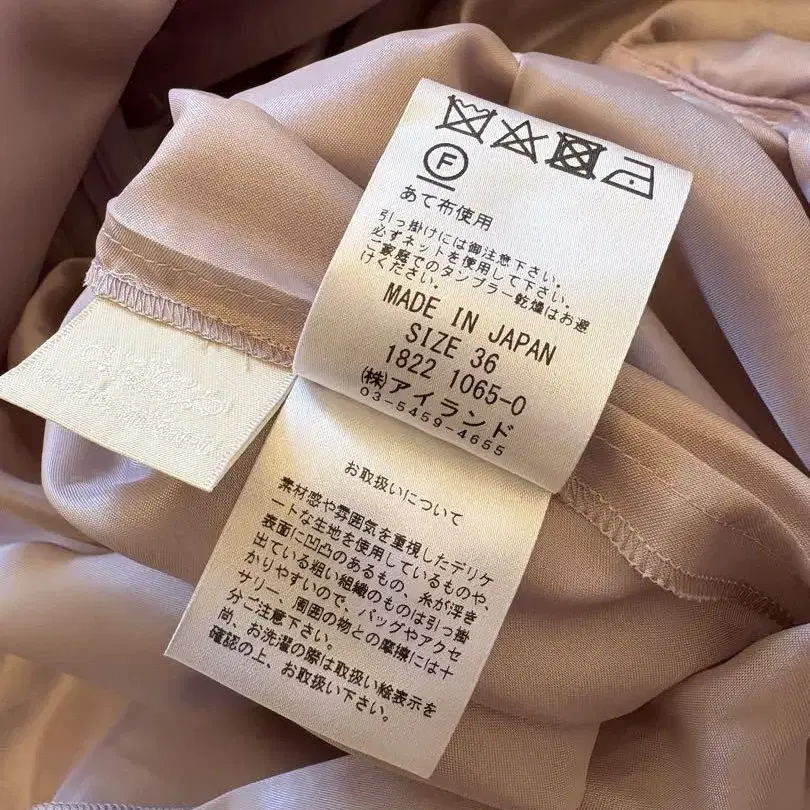 F
あて布使用
引っ掛けには御注意下さい。
必ずネットを使用して下さい。
ご家庭でのタンブラー乾燥はお避
けください。
MADE IN JAPAN
SIZE 36
1822 1065-0
(株)アイランド
03-5459-4655
お取扱いについて
素材感や雰囲気を重視したデリケ
ートな生地を使用しているものや、
表面に凹凸のあるもの、糸が浮き
出ている粗い組織のものは引っ掛
かりやすいので、バッグやアクセ
サリー、周囲の物との摩擦には十
分ご注意下さい。
尚、お洗濯の際は取扱い絵表示を
確認の上、お取扱い下さい。